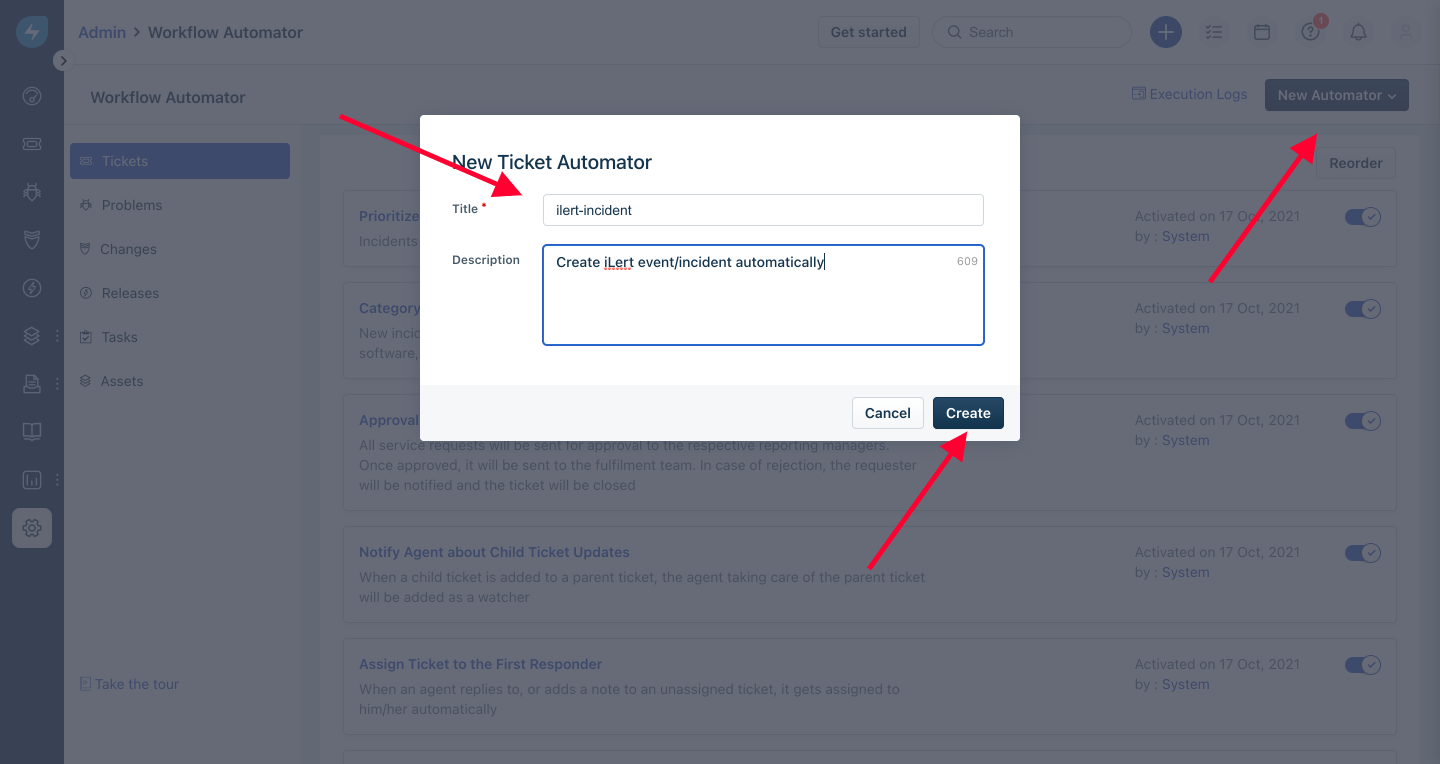 Admin > Workflow Automator
Get started
Search
1
Workflow Automator
Execution Logs
New Automator
Tickets
Problems
Changes
Releases
Tasks
Assets
Take the tour
Reorder
New Ticket Automator
Title *
ilert-incident
Description
Create iLert event/incident automatically
609
Cancel
Create
Prioritize
Incidents
Activated on 17 Oct, 2021
by : System
Category
New incid
software,
Activated on 17 Oct, 2021
by : System
Approval
All service requests will be sent for approval to the respective reporting managers.
Once approved, it will be sent to the fulfilment team. In case of rejection, the requester
will be notified and the ticket will be closed
Activated on 17 Oct, 2021
by : System
Notify Agent about Child Ticket Updates
When a child ticket is added to a parent ticket, the agent taking care of the parent ticket
will be added as a watcher
Activated on 17 Oct, 2021
by : System
Assign Ticket to the First Responder
When an agent replies to, or adds a note to an unassigned ticket, it gets assigned to
him/her automatically
Activated on 17 Oct, 2021
by : System